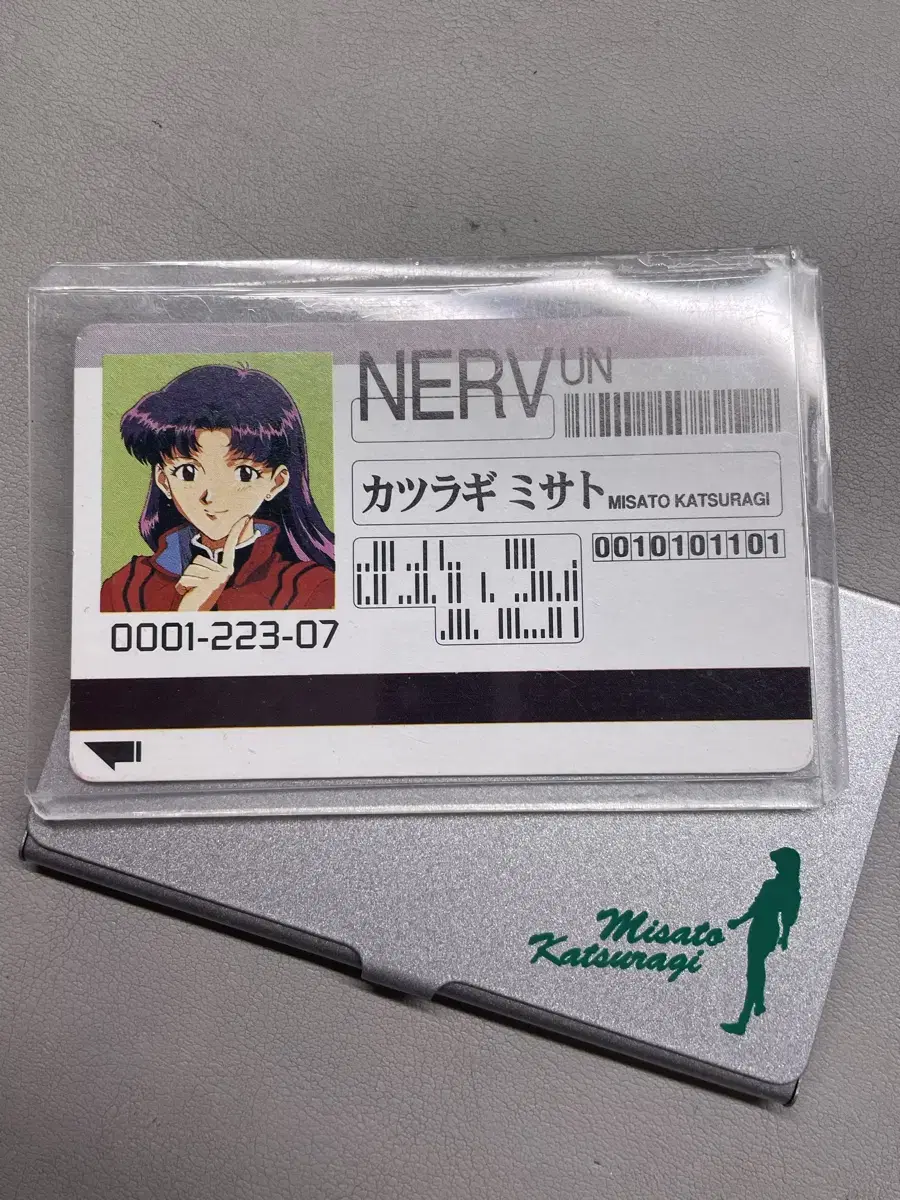 NERV UN
カツラギ ミサト MISATO KATSURAGI
0010101101
0001-223-07
Misato
Katsuragi